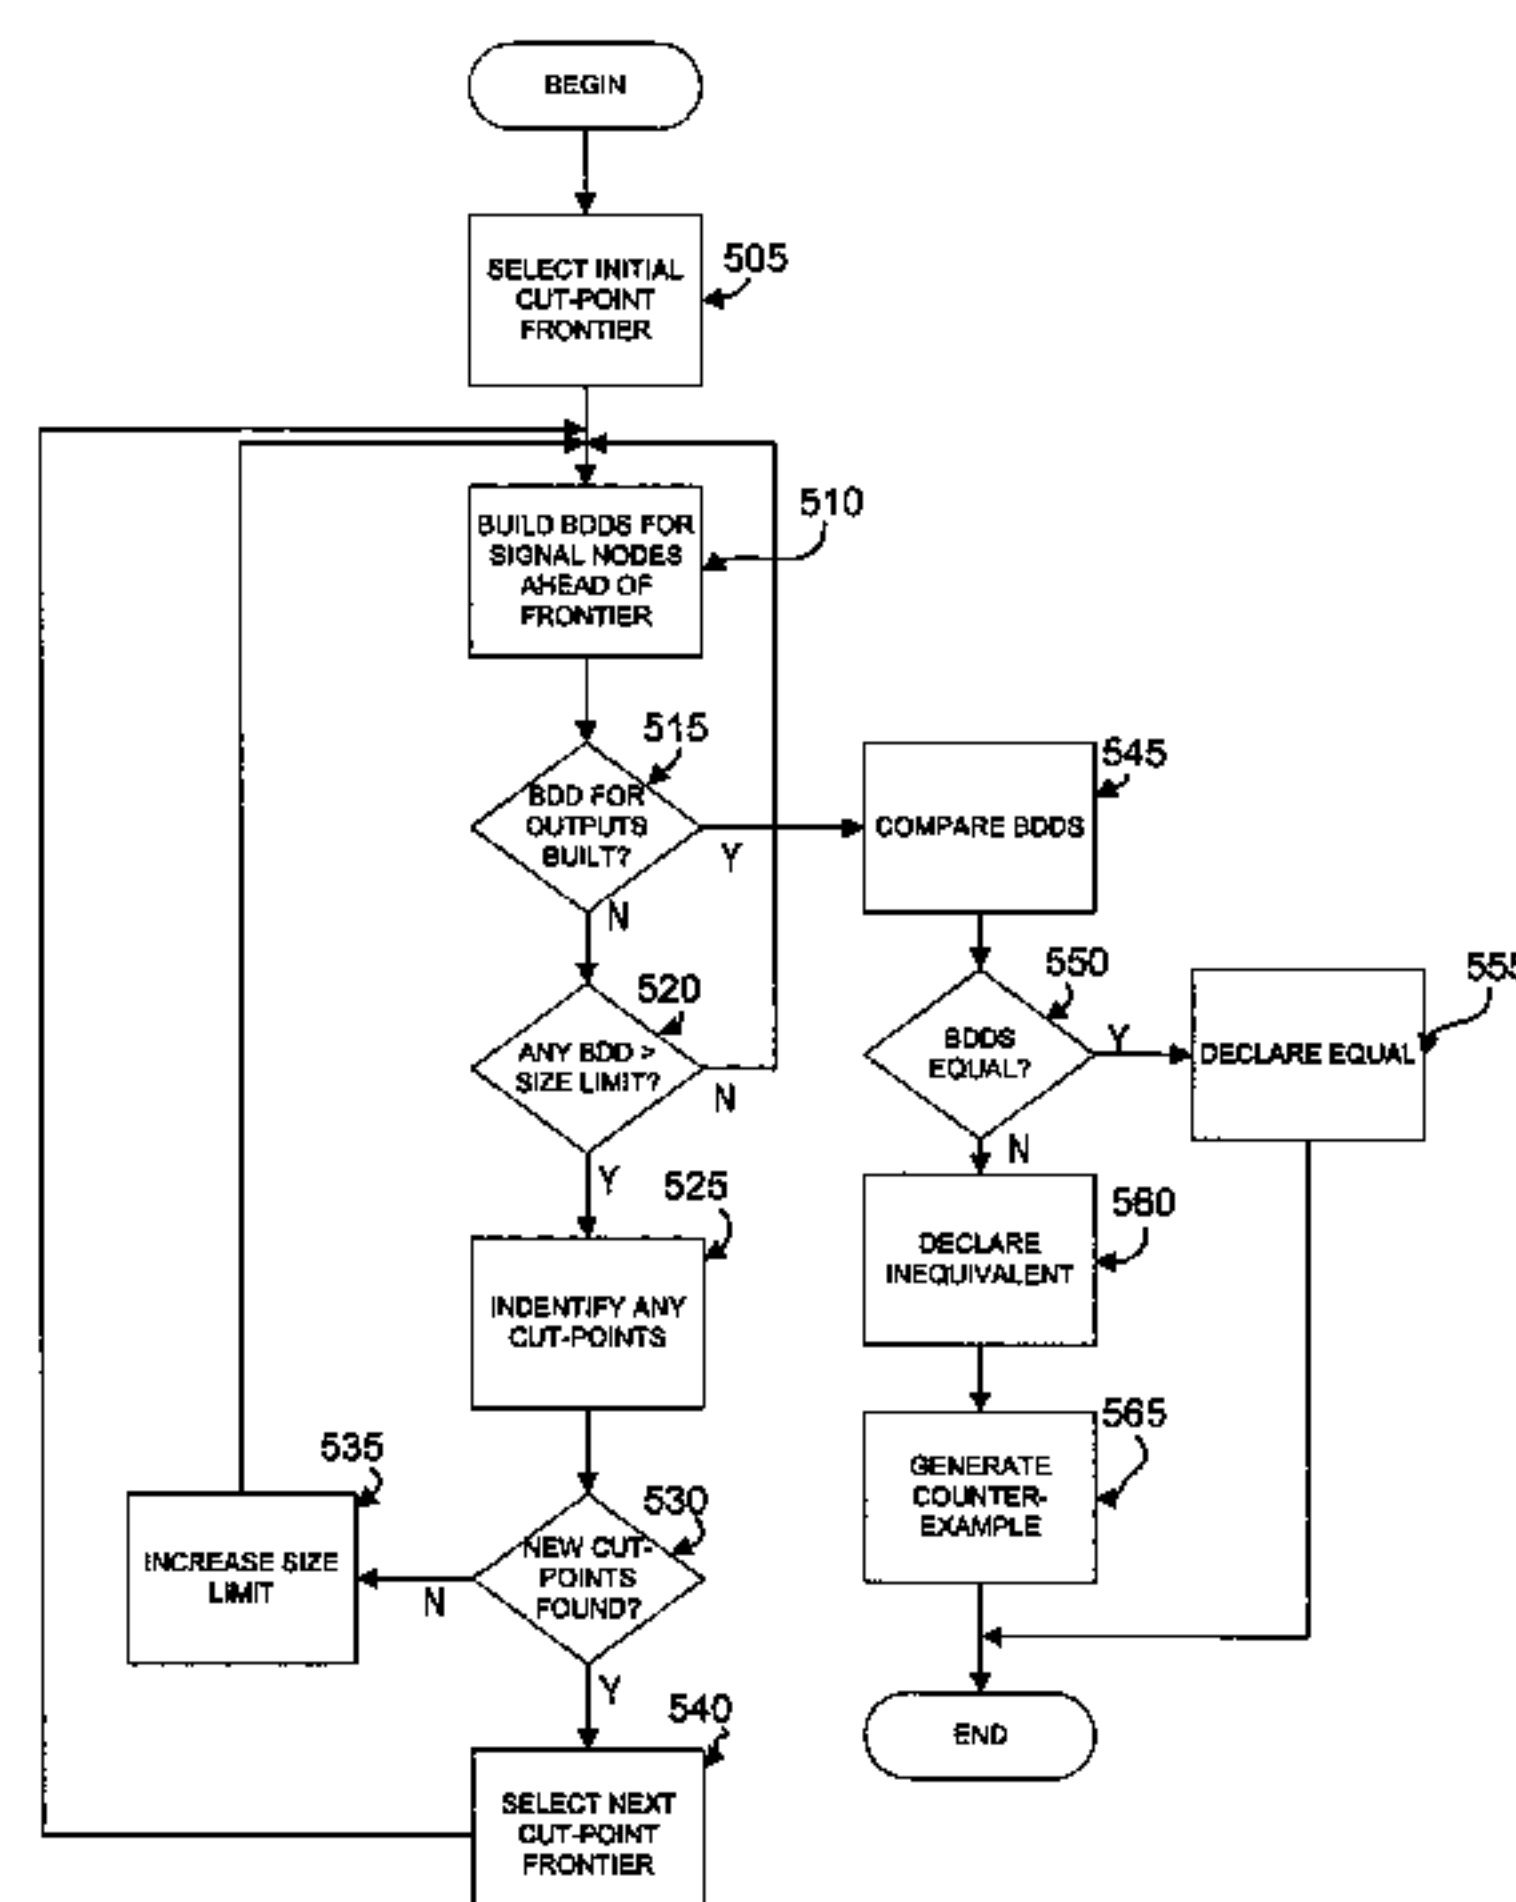 BEGIN
SELECT INITIAL
CUT-POINT
FRONTIER
505
BUILD BDDS FOR
SIGNAL NODES
AHEAD OF
FRONTIER
510
BDD FOR
OUTPUTS
BUILT?
515
Y
N
ANY BDD >
SIZE LIMIT?
520
N
Y
INDENTIFY ANY
CUT-POINTS
525
NEW CUT-
POINTS
FOUND?
530
N
Y
INCREASE SIZE
LIMIT
535
SELECT NEXT
CUT-POINT
FRONTIER
540
COMPARE BDDS
545
BDDS
EQUAL?
550
Y
N
DECLARE EQUAL
555
DECLARE
INEQUIVALENT
560
GENERATE
COUNTER-
EXAMPLE
565
END